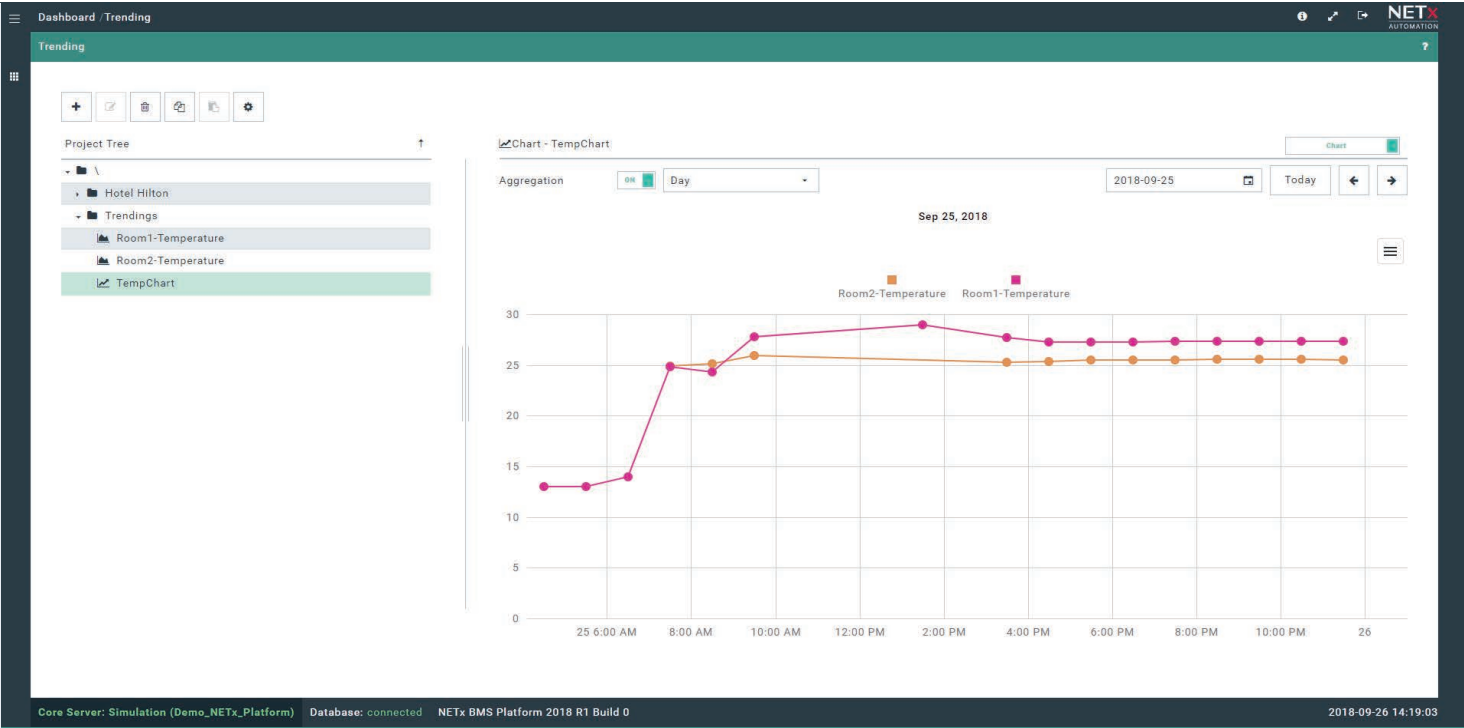 Dashboard /Trending
NETX
AUTOMATION
Trending
?
Project Tree
Chart - TempChart
Chart
\
Aggregation
ON
Day
2018-09-25
Today
Hotel Hilton
Trendings
Sep 25, 2018
Room1-Temperature
Room2-Temperature
TempChart
Room2-Temperature Room1-Temperature
30
25
20
15
10
5
0
25 6:00 AM 8:00 AM 10:00 AM 12:00 PM 2:00 PM 4:00 PM 6:00 PM 8:00 PM 10:00 PM 26
Core Server: Simulation (Demo_NETx_Platform) Database: connected NETx BMS Platform 2018 R1 Build 0 2018-09-26 14:19:03